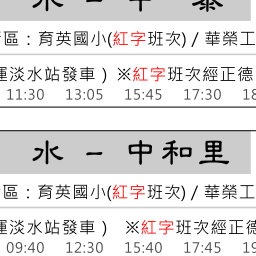 水 – 中 泰
區：育英國小(紅字班次) / 華榮工
運淡水站發車 ) ※紅字班次經正德
11:30 13:05 15:45 17:30 18
水 – 中和里
區：育英國小(紅字班次) / 華榮工
運淡水站發車 ) ※紅字班次經正德
09:40 12:30 15:40 17:45 19